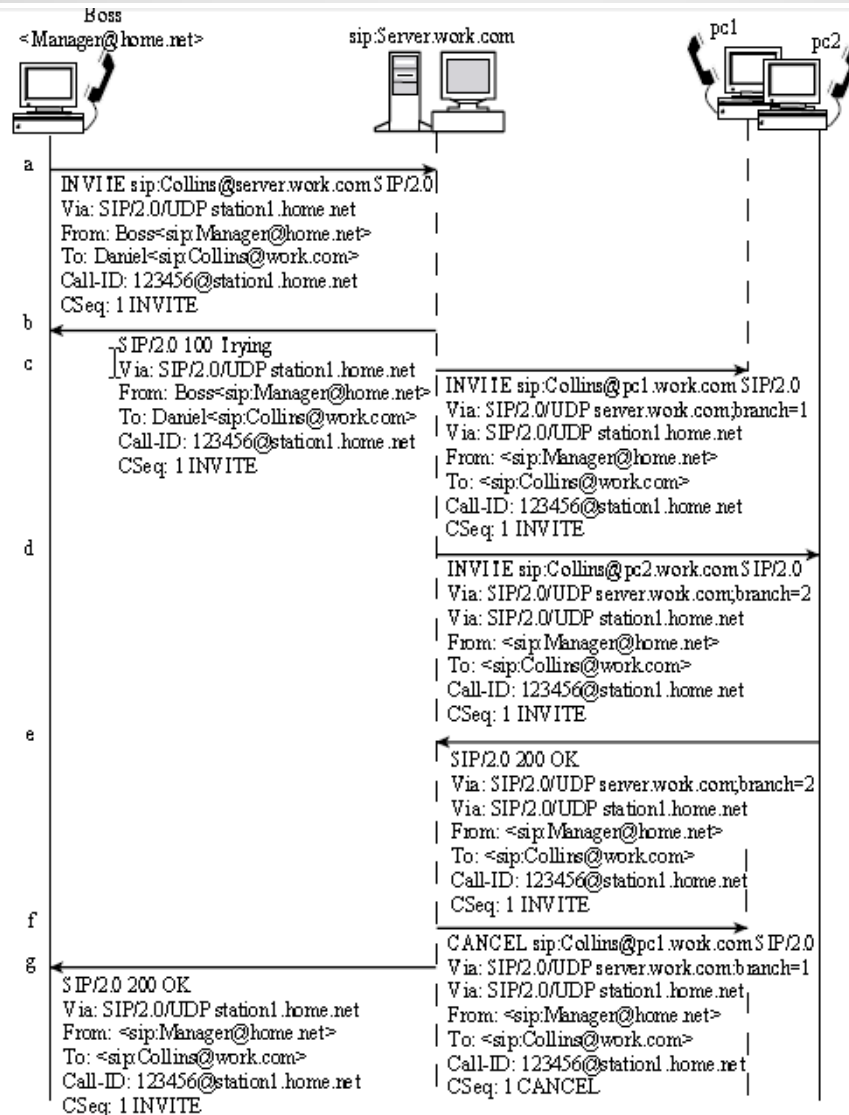 Boss
<Manager@home.net>
sip:Server.work.com
pc1
pc2
a
INVITE sip:Collins@server.work.com SIP/2.0
Via: SIP/2.0/UDP station1.home.net
From: Boss<sip:Manager@home.net>
To: Daniel<sip:Collins@work.com>
Call-ID: 123456@station1.home.net
CSeq: 1 INVITE
b
SIP/2.0 100 Trying
Via: SIP/2.0/UDP station1.home.net
From: Boss<sip:Manager@home.net>
To: Daniel<sip:Collins@work.com>
Call-ID: 123456@station1.home.net
CSeq: 1 INVITE
c
INVITE sip:Collins@pc1.work.com SIP/2.0
Via: SIP/2.0/UDP server.work.com;branch=1
Via: SIP/2.0/UDP station1.home.net
From: <sip:Manager@home.net>
To: <sip:Collins@work.com>
Call-ID: 123456@station1.home.net
CSeq: 1 INVITE
d
INVITE sip:Collins@pc2.work.com SIP/2.0
Via: SIP/2.0/UDP server.work.com;branch=2
Via: SIP/2.0/UDP station1.home.net
From: <sip:Manager@home.net>
To: <sip:Collins@work.com>
Call-ID: 123456@station1.home.net
CSeq: 1 INVITE
e
SIP/2.0 200 OK
Via: SIP/2.0/UDP server.work.com;branch=2
Via: SIP/2.0/UDP station1.home.net
From: <sip:Manager@home.net>
To: <sip:Collins@work.com>
Call-ID: 123456@station1.home.net
CSeq: 1 INVITE
f
CANCEL sip:Collins@pc1.work.com SIP/2.0
Via: SIP/2.0/UDP server.work.com:branch=1
Via: SIP/2.0/UDP station1.home.net
From: <sip:Manager@home.net>
To: <sip:Collins@work.com>
Call-ID: 123456@station1.home.net
CSeq: 1 CANCEL
g
SIP/2.0 200 OK
Via: SIP/2.0/UDP station1.home.net
From: <sip:Manager@home.net>
To: <sip:Collins@work.com>
Call-ID: 123456@station1.home.net
CSeq: 1 INVITE